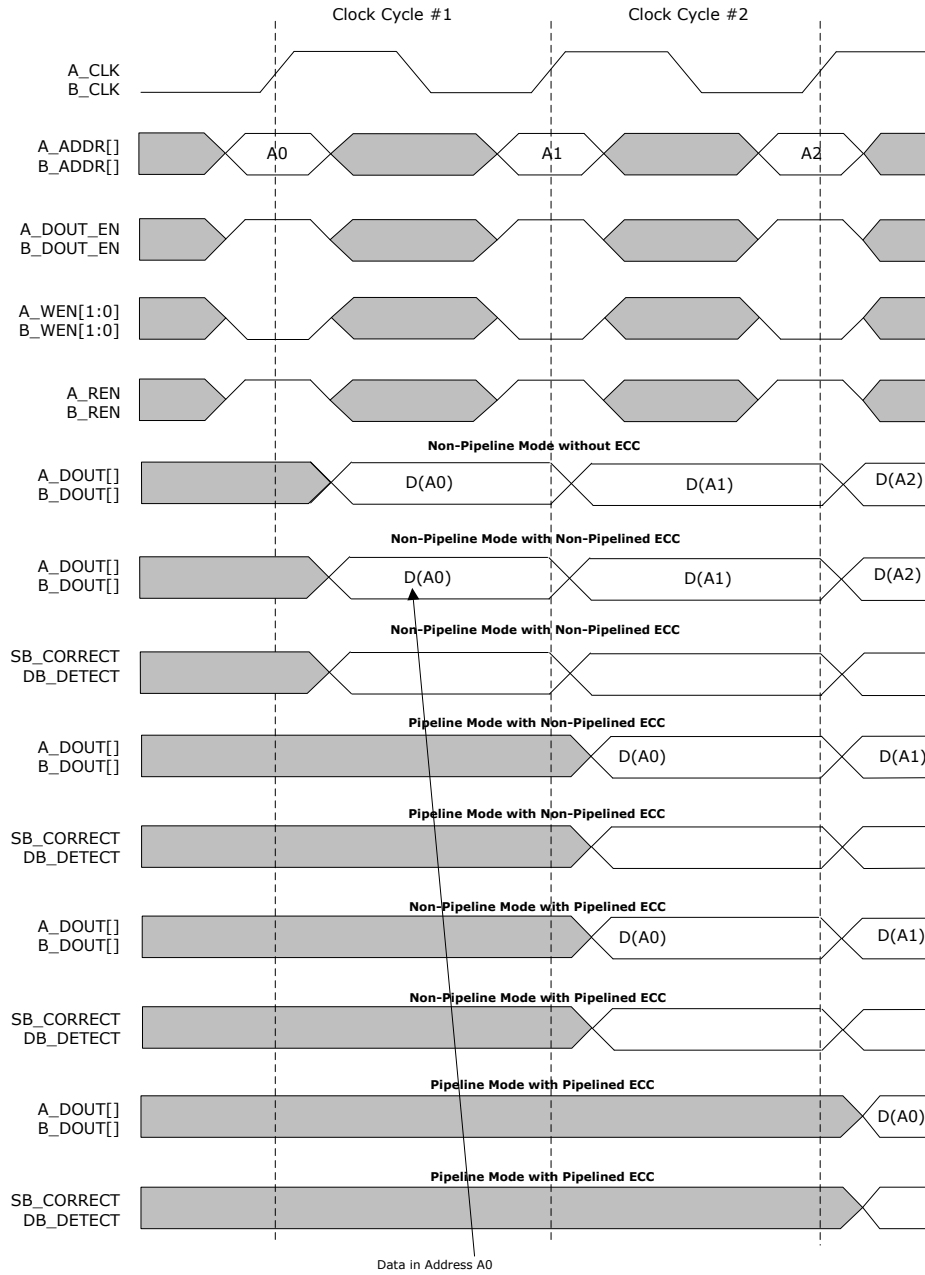 Clock Cycle #1 Clock Cycle #2
A_CLK
B_CLK
A_ADDR[]
B_ADDR[]
A0 A1 A2
A_DOUT_EN
B_DOUT_EN
A_WEN[1:0]
B_WEN[1:0]
A_REN
B_REN
Non-Pipeline Mode without ECC
A_DOUT[]
B_DOUT[]
D(A0) D(A1) D(A2)
Non-Pipeline Mode with Non-Pipelined ECC
A_DOUT[]
B_DOUT[]
D(A0) D(A1) D(A2)
Non-Pipeline Mode with Non-Pipelined ECC
SB_CORRECT
DB_DETECT
Pipeline Mode with Non-Pipelined ECC
A_DOUT[]
B_DOUT[]
D(A0) D(A1)
Pipeline Mode with Non-Pipelined ECC
SB_CORRECT
DB_DETECT
Non-Pipeline Mode with Pipelined ECC
A_DOUT[]
B_DOUT[]
D(A0) D(A1)
Non-Pipeline Mode with Pipelined ECC
SB_CORRECT
DB_DETECT
Pipeline Mode with Pipelined ECC
A_DOUT[]
B_DOUT[]
D(A0)
Pipeline Mode with Pipelined ECC
SB_CORRECT
DB_DETECT
Data in Address A0